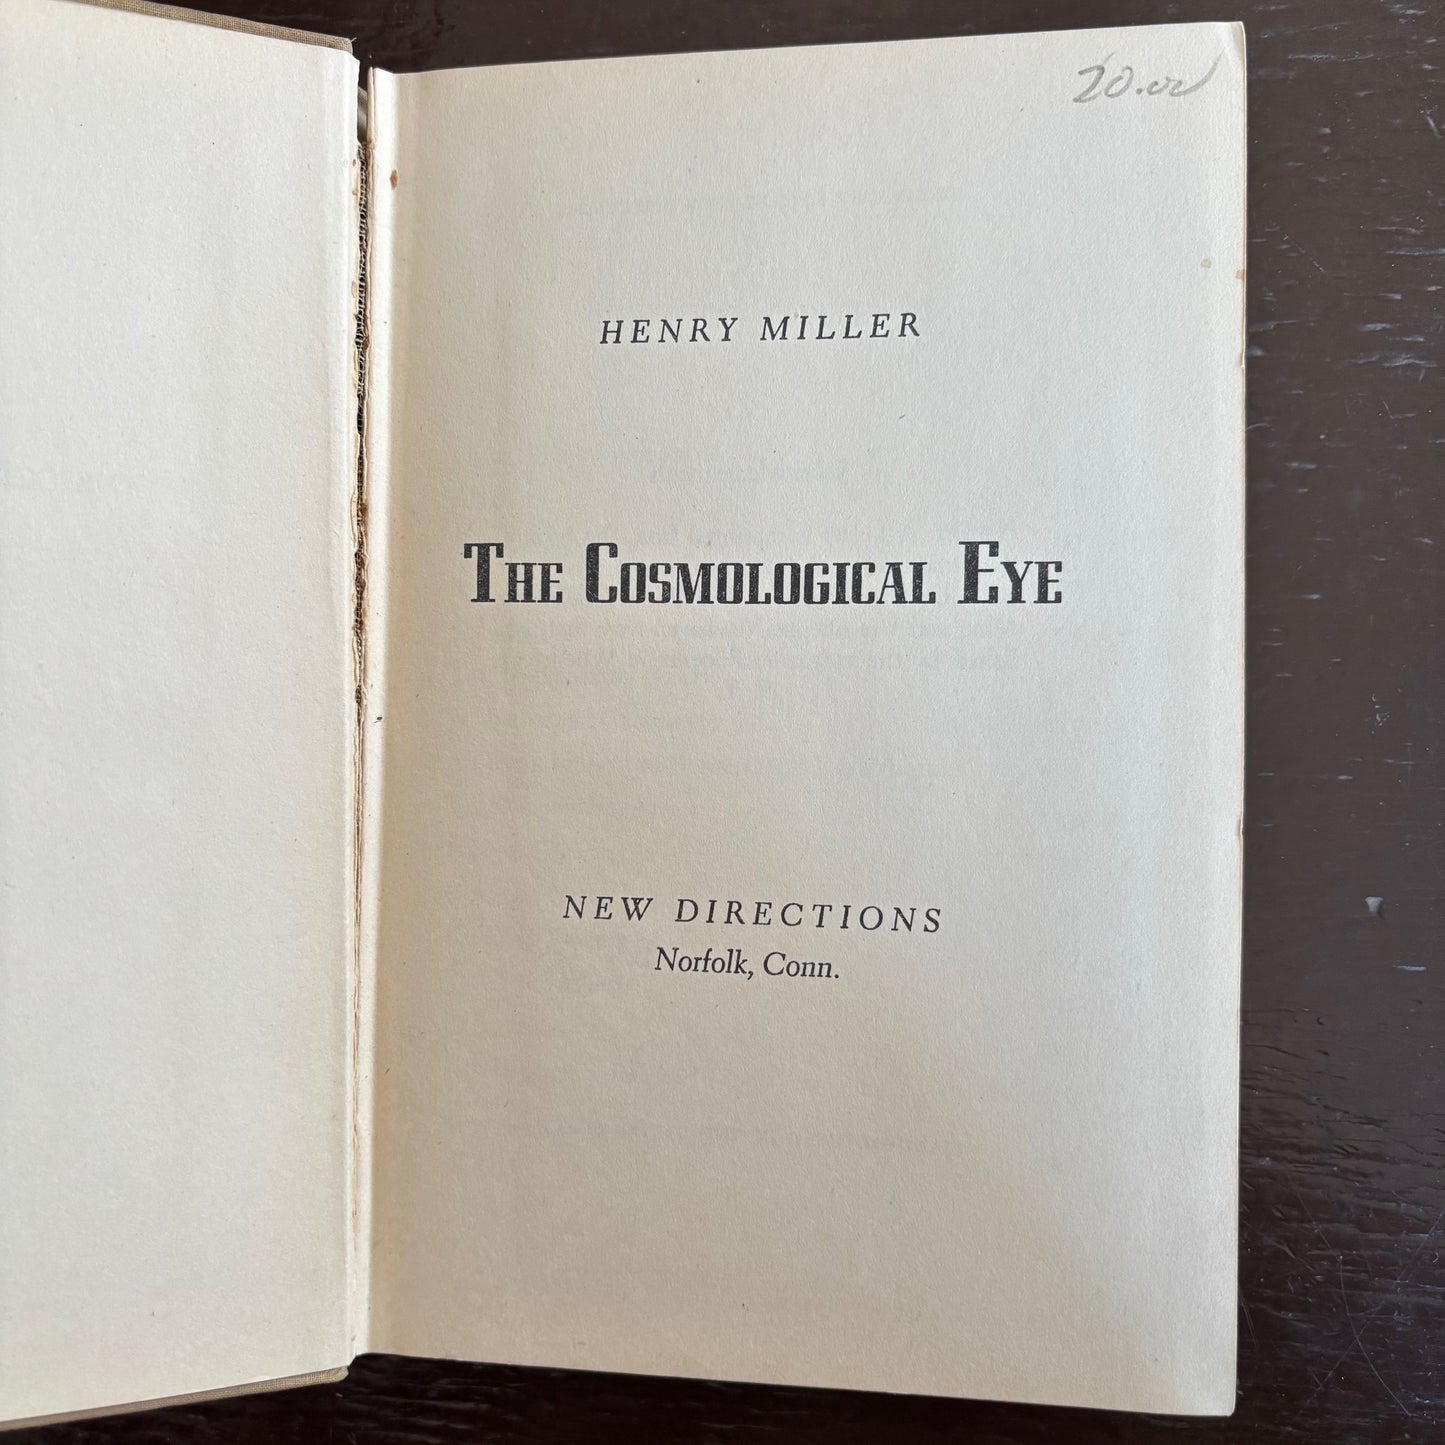 20.00
HENRY MILLER
THE COSMOLOGICAL EYE
NEW DIRECTIONS
Norfolk, Conn.